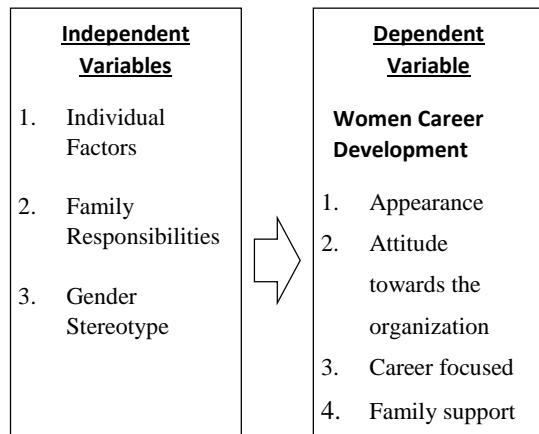 Independent
Variables
1. Individual
Factors
2. Family
Responsibilities
3. Gender
Stereotype
Dependent
Variable
Women Career
Development
1. Appearance
2. Attitude
towards the
organization
3. Career focused
4. Family support